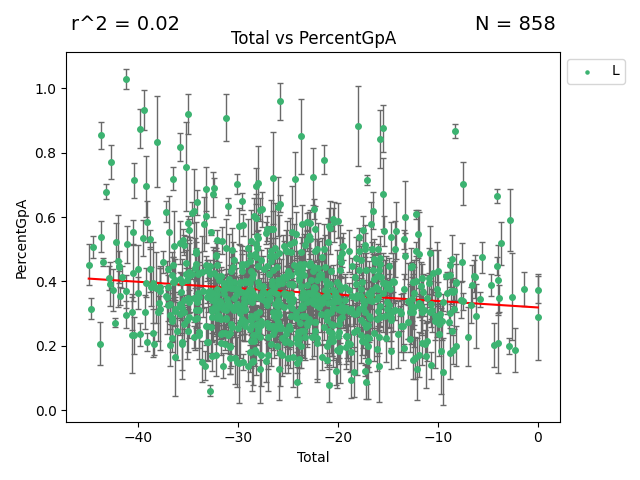 r^2 = 0.02
N = 858
Total vs PercentGpA
L
PercentGpA
1.0
0.8
0.6
0.4
0.2
0.0
−40
−30
−20
−10
0
Total